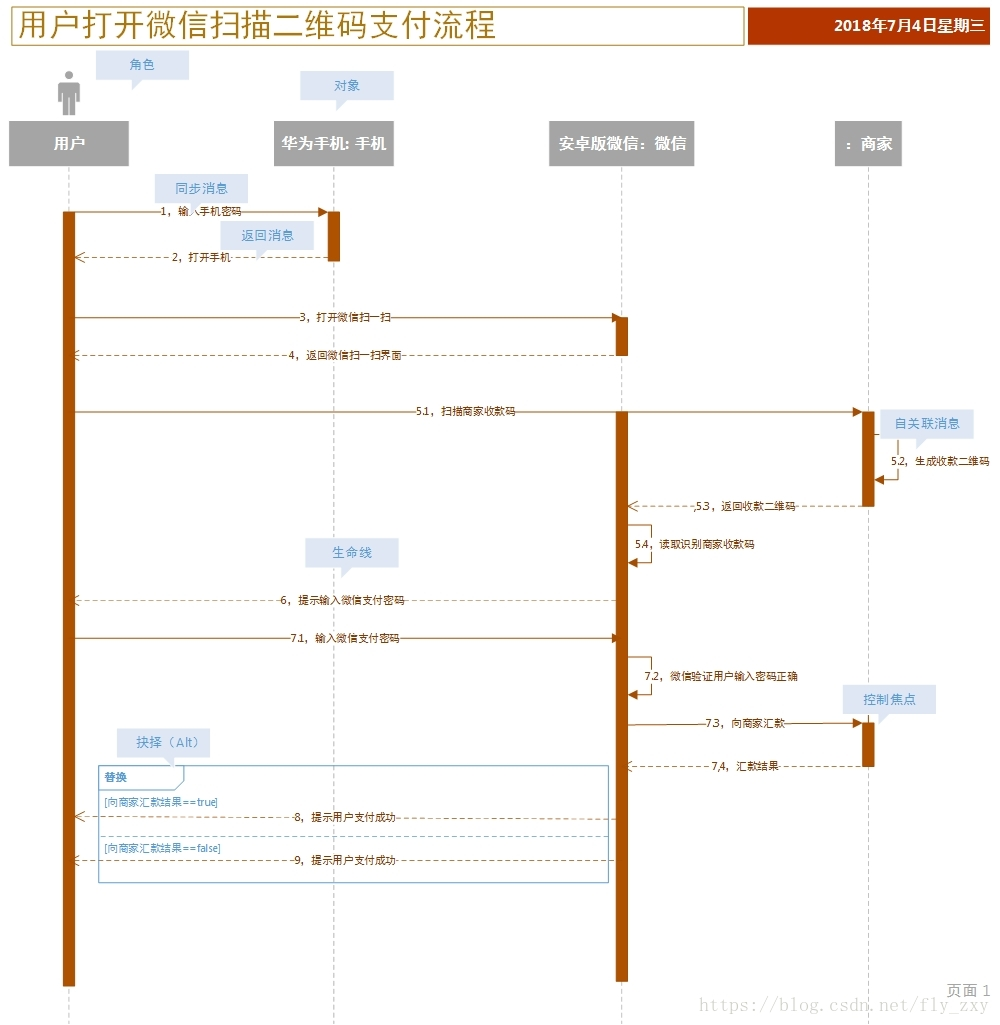 用户打开微信扫描二维码支付流程
2018年7月4日星期三
角色
对象
用户
华为手机: 手机
安卓版微信：微信
：商家
同步消息
1，输入手机密码
返回消息
2，打开手机
3，打开微信扫一扫
4，返回微信扫一扫界面
5.1，扫描商家收款码
自关联消息
5.2，生成收款二维码
5.3，返回收款二维码
5.4，读取识别商家收款码
生命线
6，提示输入微信支付密码
7.1，输入微信支付密码
7.2，微信验证用户输入密码正确
控制焦点
7.3，向商家汇款
抉择（Alt）
7.4，汇款结果
替换
[向商家汇款结果==true]
8，提示用户支付成功
[向商家汇款结果==false]
9，提示用户支付成功
页面 1
https://blog.csdn.net/fly_zxy